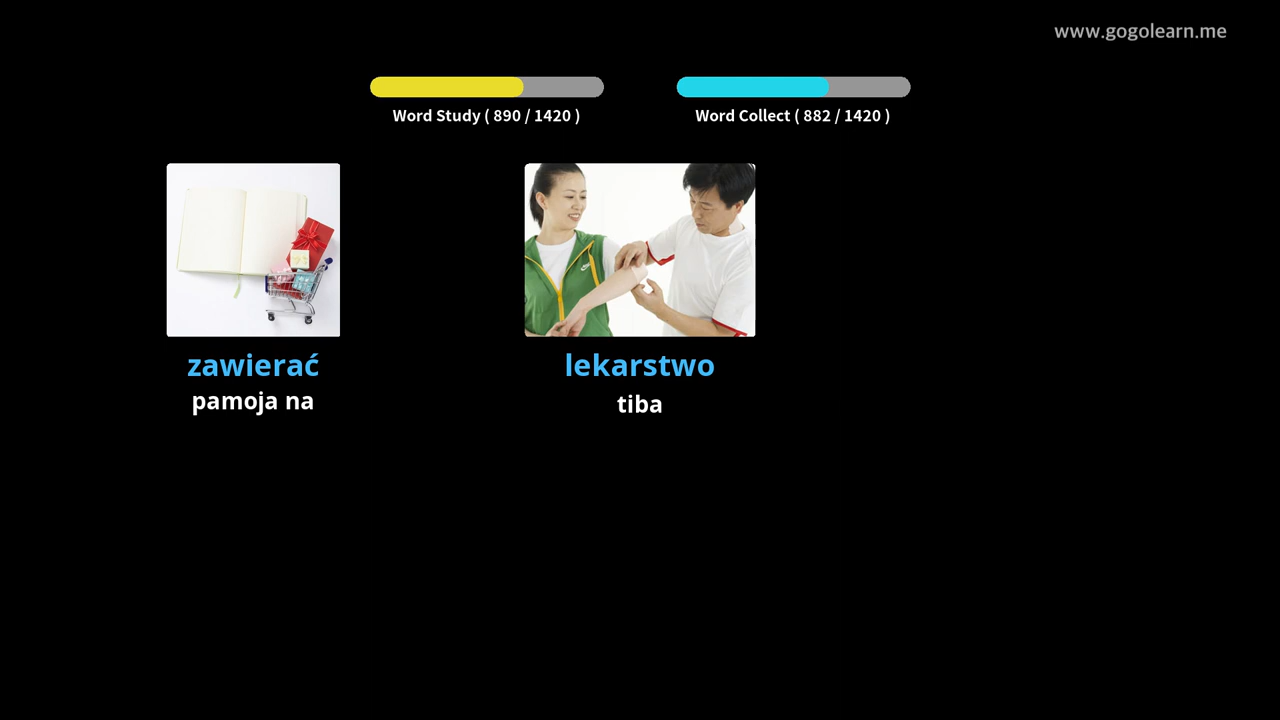 www.gogolearn.me
Word Study ( 890 / 1420 )
Word Collect ( 882 / 1420 )
zawierać
pamoja na
lekarstwo
tiba